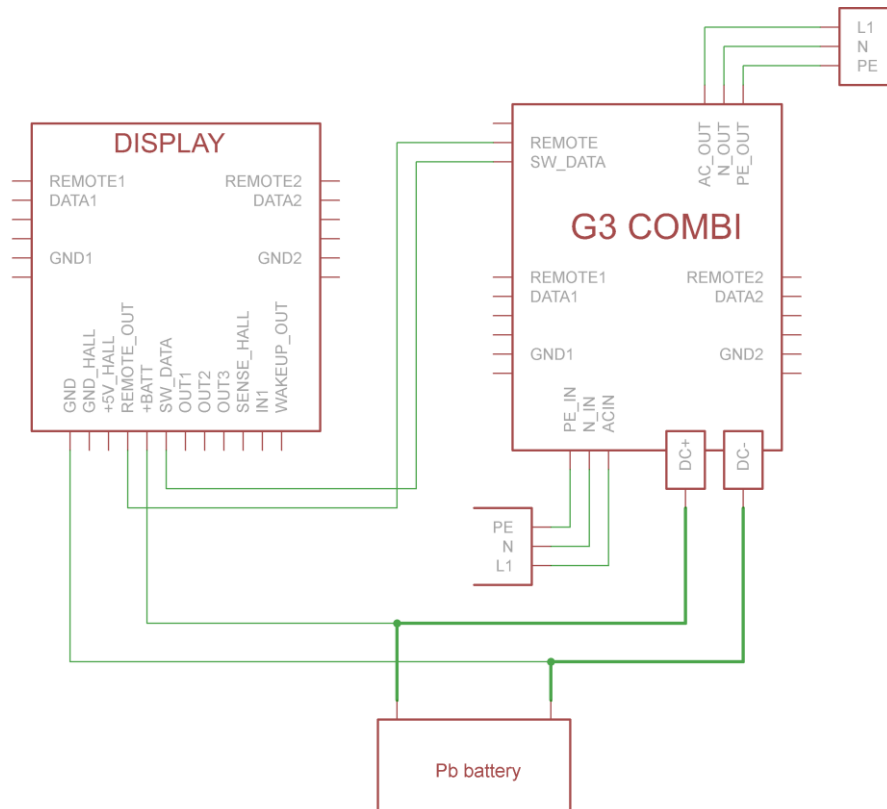 L1
N
PE
DISPLAY
REMOTE1
DATA1
GND1
REMOTE2
DATA2
GND2
GND
GND_HALL
+5V_HALL
REMOTE_OUT
+BATT
SW_DATA
OUT1
OUT2
OUT3
SENSE_HALL
IN1
WAKEUP_OUT
REMOTE
SW_DATA
AC_OUT
N_OUT
PE_OUT
G3 COMBI
REMOTE1
DATA1
GND1
REMOTE2
DATA2
GND2
PE_IN
N_IN
ACIN
DC+
DC-
PE
N
L1
Pb battery